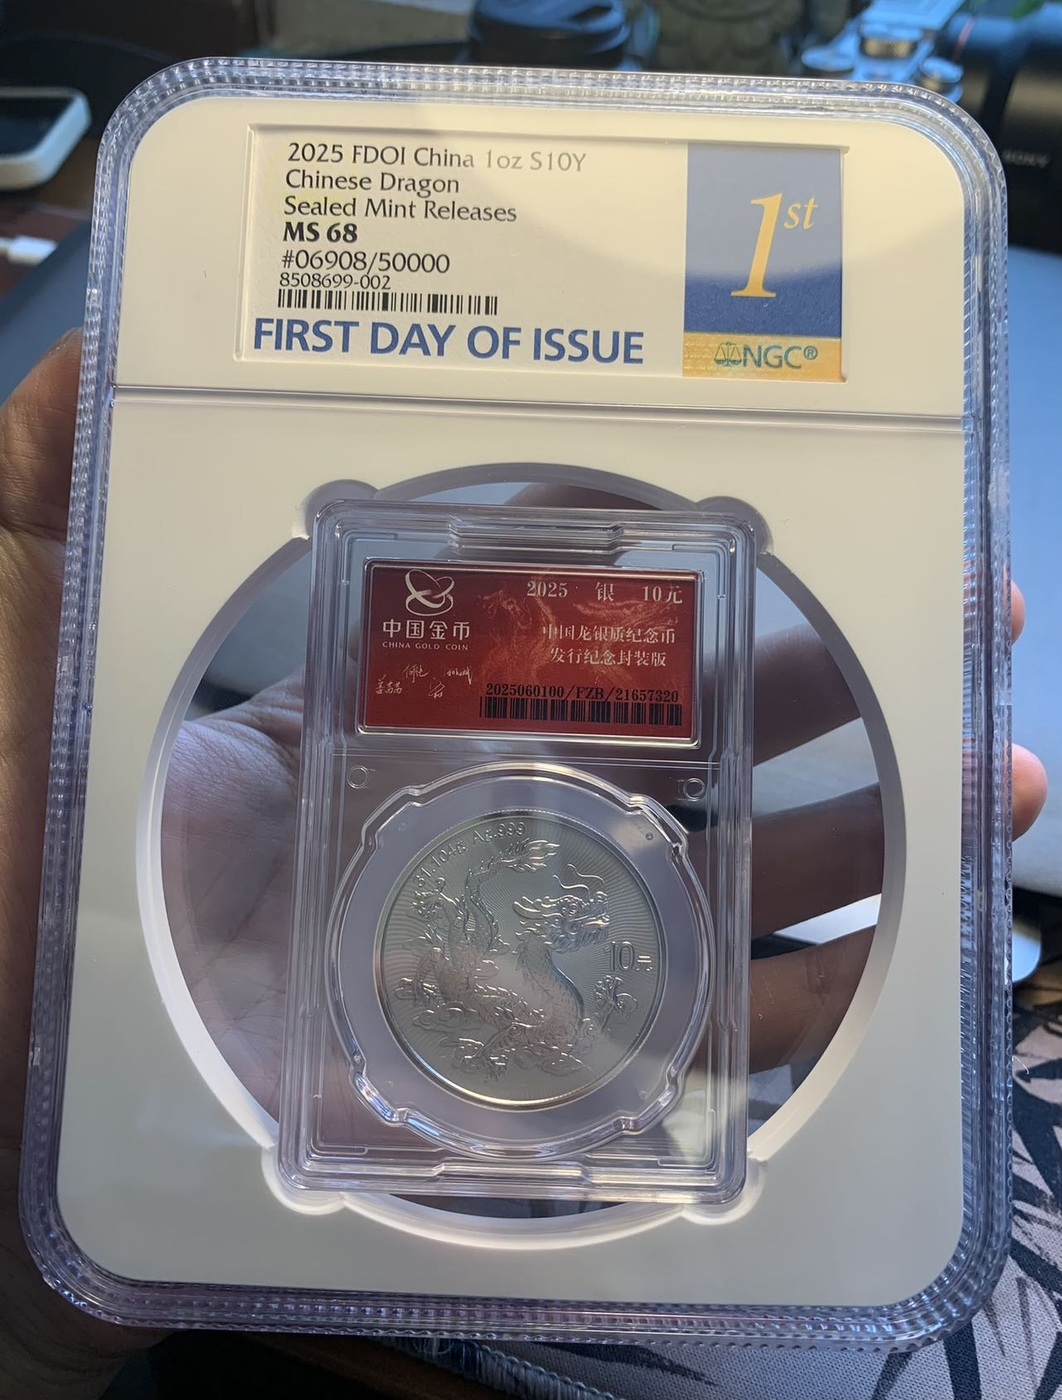 2025 FDOI China 1oz S10Y
Chinese Dragon
Sealed Mint Releases
MS 68
#06908/50000
8508699-002
FIRST DAY OF ISSUE
1st
NGC®
2025 银 10元
中国金币
CHINA GOLD COIN
中国龙银质纪念币
发行纪念封装版
2025060100/FZB/21657320
Ag.999
10元
SONY